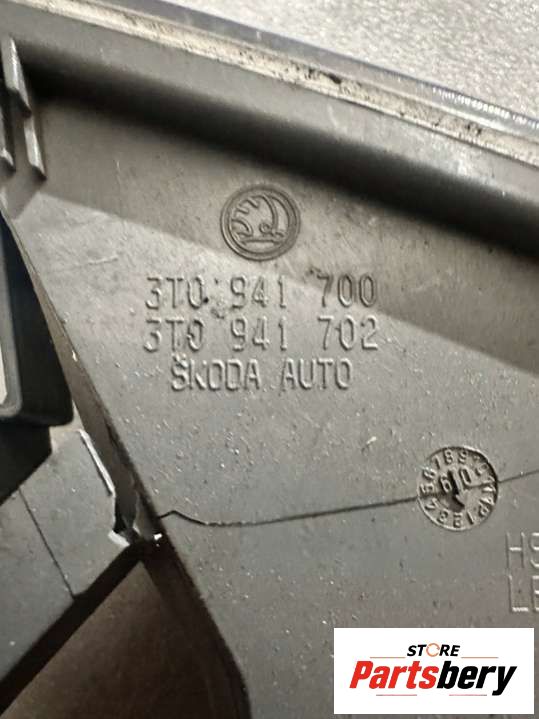 3T0 941 700
3T0 941 702
ŠKODA AUTO
STORE
Partsbery